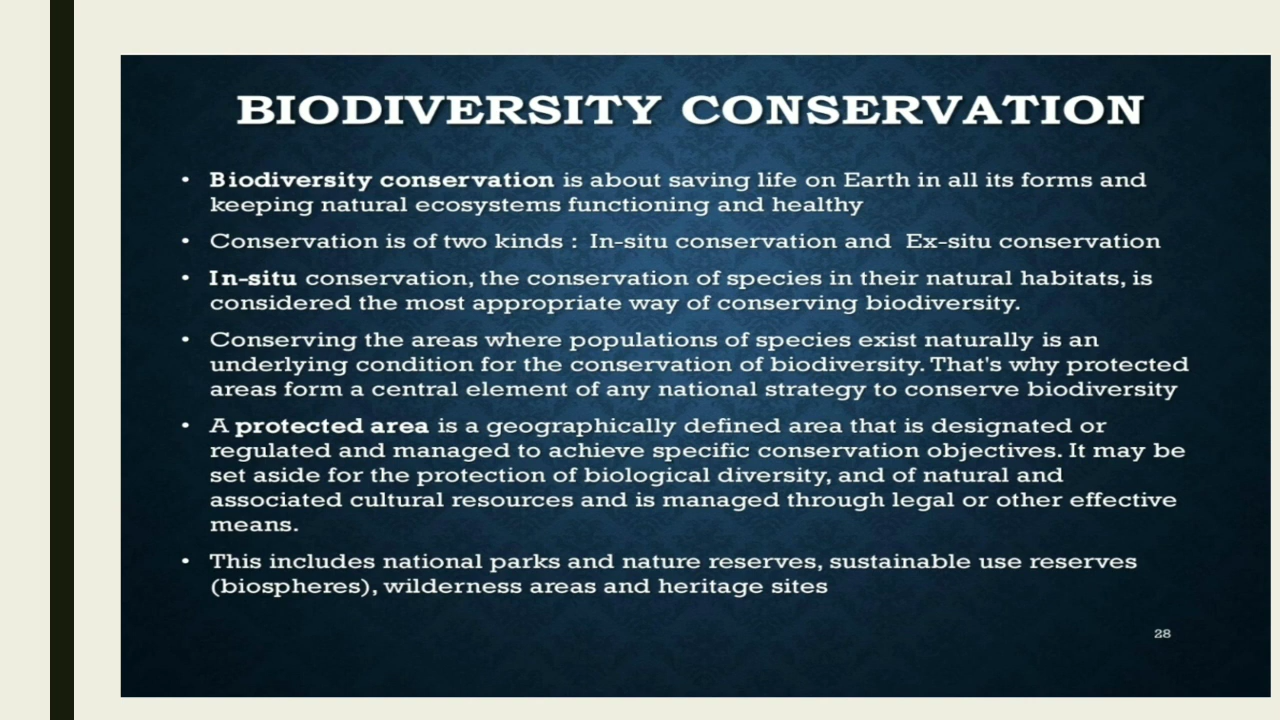 BIODIVERSITY CONSERVATION
• Biodiversity conservation is about saving life on Earth in all its forms and
keeping natural ecosystems functioning and healthy
• Conservation is of two kinds : In-situ conservation and Ex-situ conservation
• In-situ conservation, the conservation of species in their natural habitats, is
considered the most appropriate way of conserving biodiversity.
• Conserving the areas where populations of species exist naturally is an
underlying condition for the conservation of biodiversity. That's why protected
areas form a central element of any national strategy to conserve biodiversity
• A protected area is a geographically defined area that is designated or
regulated and managed to achieve specific conservation objectives. It may be
set aside for the protection of biological diversity, and of natural and
associated cultural resources and is managed through legal or other effective
means.
• This includes national parks and nature reserves, sustainable use reserves
(biospheres), wilderness areas and heritage sites
28